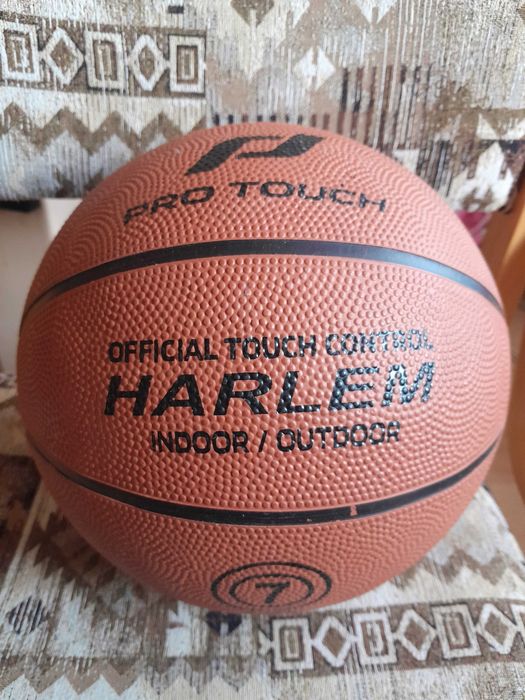 PRO TOUCH
OFFICIAL TOUCH CONTROL
HARLEM
INDOOR / OUTDOOR
7